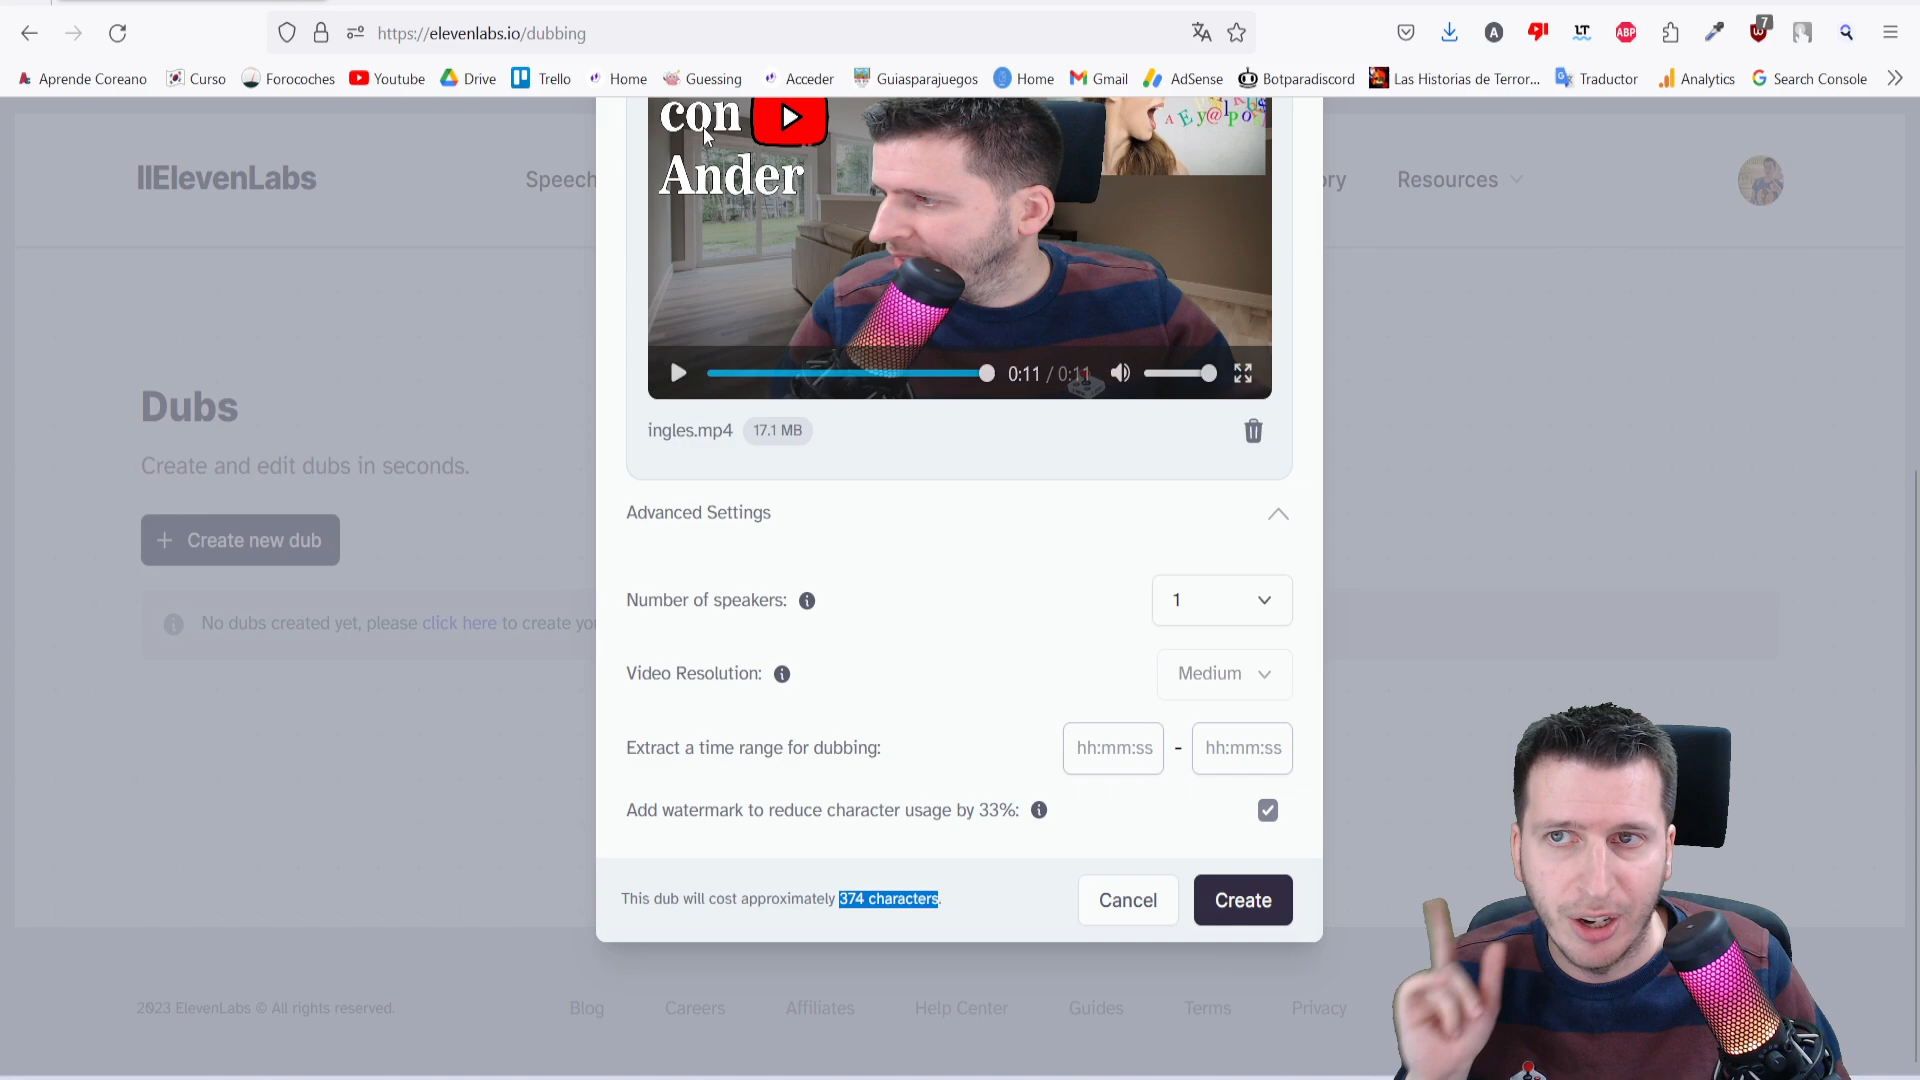 https://elevenlabs.io/dubbing
7
Aprende Coreano
Curso
Forocoches
Youtube
Drive
Trello
Home
Guessing
Acceder
Guiasparajuegos
Home
Gmail
AdSense
Botparadiscord
Las Historias de Terror...
Traductor
Analytics
Search Console
con
Ander
IIElevenLabs
Speech
ory
Resources
0:11 / 0:11
ingles.mp4
17.1 MB
Dubs
Create and edit dubs in seconds.
+ Create new dub
No dubs created yet, please click here to create you
Advanced Settings
Number of speakers:
1
Video Resolution:
Medium
Extract a time range for dubbing:
hh:mm:ss - hh:mm:ss
Add watermark to reduce character usage by 33%:
This dub will cost approximately 374 characters.
Cancel
Create
2023 ElevenLabs © All rights reserved.
Blog
Careers
Affiliates
Help Center
Guides
Terms
Privacy